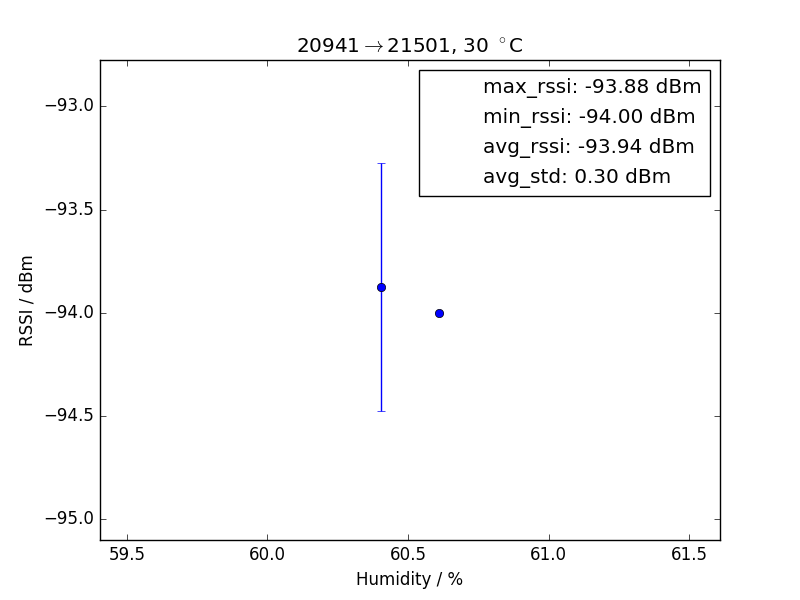 20941→21501, 30 °C
max_rssi: -93.88 dBm
min_rssi: -94.00 dBm
avg_rssi: -93.94 dBm
avg_std: 0.30 dBm
RSSI / dBm
−93.0
−93.5
−94.0
−94.5
−95.0
59.5 60.0 60.5 61.0 61.5
Humidity / %